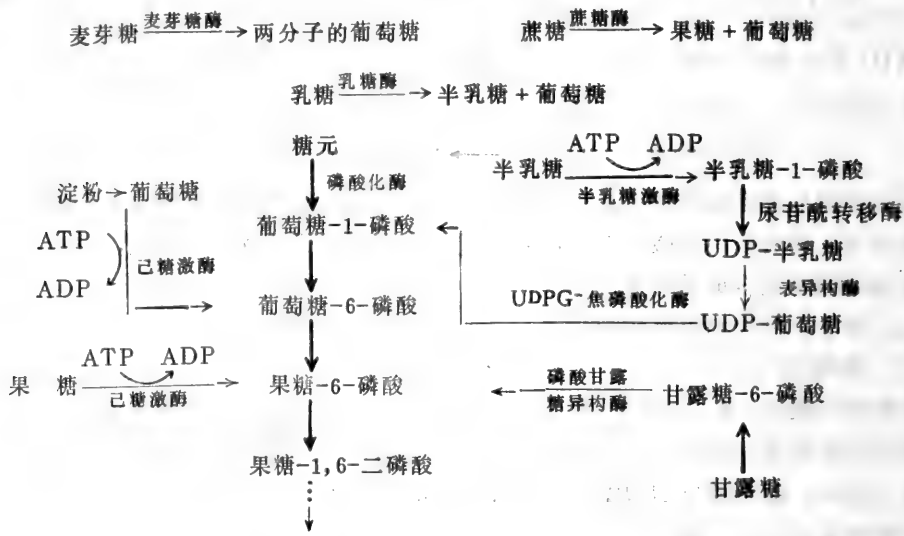 麦芽糖 麦芽糖酶 → 两分子的葡萄糖
蔗糖 蔗糖酶 → 果糖 + 葡萄糖
乳糖 乳糖酶 → 半乳糖 + 葡萄糖
糖元
磷酸化酶
葡萄糖-1-磷酸
淀粉→葡萄糖
ATP
ADP
己糖激酶
葡萄糖-6-磷酸
果 糖
ATP ADP
己糖激酶
果糖-6-磷酸
果糖-1,6-二磷酸
ATP ADP
半乳糖
半乳糖激酶
半乳糖-1-磷酸
尿苷酰转移酶
UDP-半乳糖
表异构酶
UDP-葡萄糖
UDPG-焦磷酸化酶
磷酸甘露
糖异构酶
甘露糖-6-磷酸
甘露糖